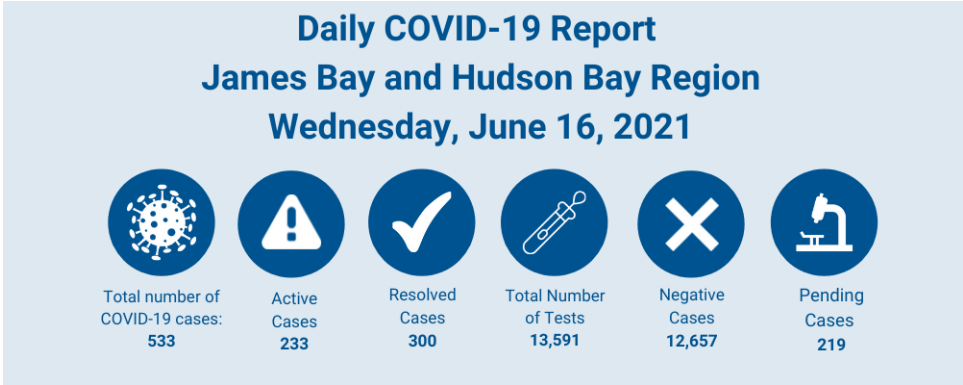 Daily COVID-19 Report
James Bay and Hudson Bay Region
Wednesday, June 16, 2021
Total number of
COVID-19 cases:
533
Active
Cases
233
Resolved
Cases
300
Total Number
of Tests
13,591
Negative
Cases
12,657
Pending
Cases
219